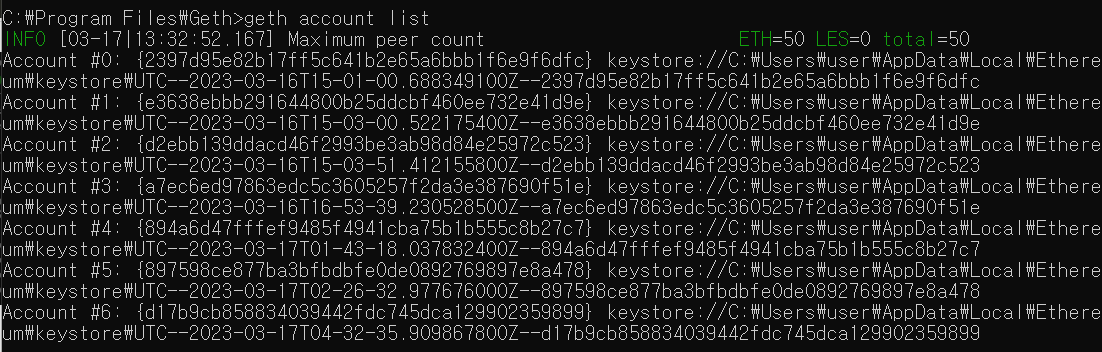 C:₩Program Files₩Geth>geth account list
INFO [03-17|13:32:52.167] Maximum peer count ETH=50 LES=0 total=50
Account #0: {2397d95e82b17ff5c641b2e65a6bbb1f6e9f6dfc} keystore://C:₩Users₩user₩AppData₩Local₩Ethere
um₩keystore₩UTC--2023-03-16T15-01-00.688349100Z--2397d95e82b17ff5c641b2e65a6bbb1f6e9f6dfc
Account #1: {e3638ebbb291644800b25ddcbf460ee732e41d9e} keystore://C:₩Users₩user₩AppData₩Local₩Ethere
um₩keystore₩UTC--2023-03-16T15-03-00.522175400Z--e3638ebbb291644800b25ddcbf460ee732e41d9e
Account #2: {d2ebb139ddacd46f2993be3ab98d84e25972c523} keystore://C:₩Users₩user₩AppData₩Local₩Ethere
um₩keystore₩UTC--2023-03-16T15-03-51.412155800Z--d2ebb139ddacd46f2993be3ab98d84e25972c523
Account #3: {a7ec6ed97863edc5c3605257f2da3e387690f51e} keystore://C:₩Users₩user₩AppData₩Local₩Ethere
um₩keystore₩UTC--2023-03-16T16-53-39.230528500Z--a7ec6ed97863edc5c3605257f2da3e387690f51e
Account #4: {894a6d47fffef9485f4941cba75b1b555c8b27c7} keystore://C:₩Users₩user₩AppData₩Local₩Ethere
um₩keystore₩UTC--2023-03-17T01-43-18.037832400Z--894a6d47fffef9485f4941cba75b1b555c8b27c7
Account #5: {897598ce877ba3bfbdbfe0de0892769897e8a478} keystore://C:₩Users₩user₩AppData₩Local₩Ethere
um₩keystore₩UTC--2023-03-17T02-26-32.977676000Z--897598ce877ba3bfbdbfe0de0892769897e8a478
Account #6: {d17b9cb858834039442fdc745dca129902359899} keystore://C:₩Users₩user₩AppData₩Local₩Ethere
um₩keystore₩UTC--2023-03-17T04-32-35.909867800Z--d17b9cb858834039442fdc745dca129902359899